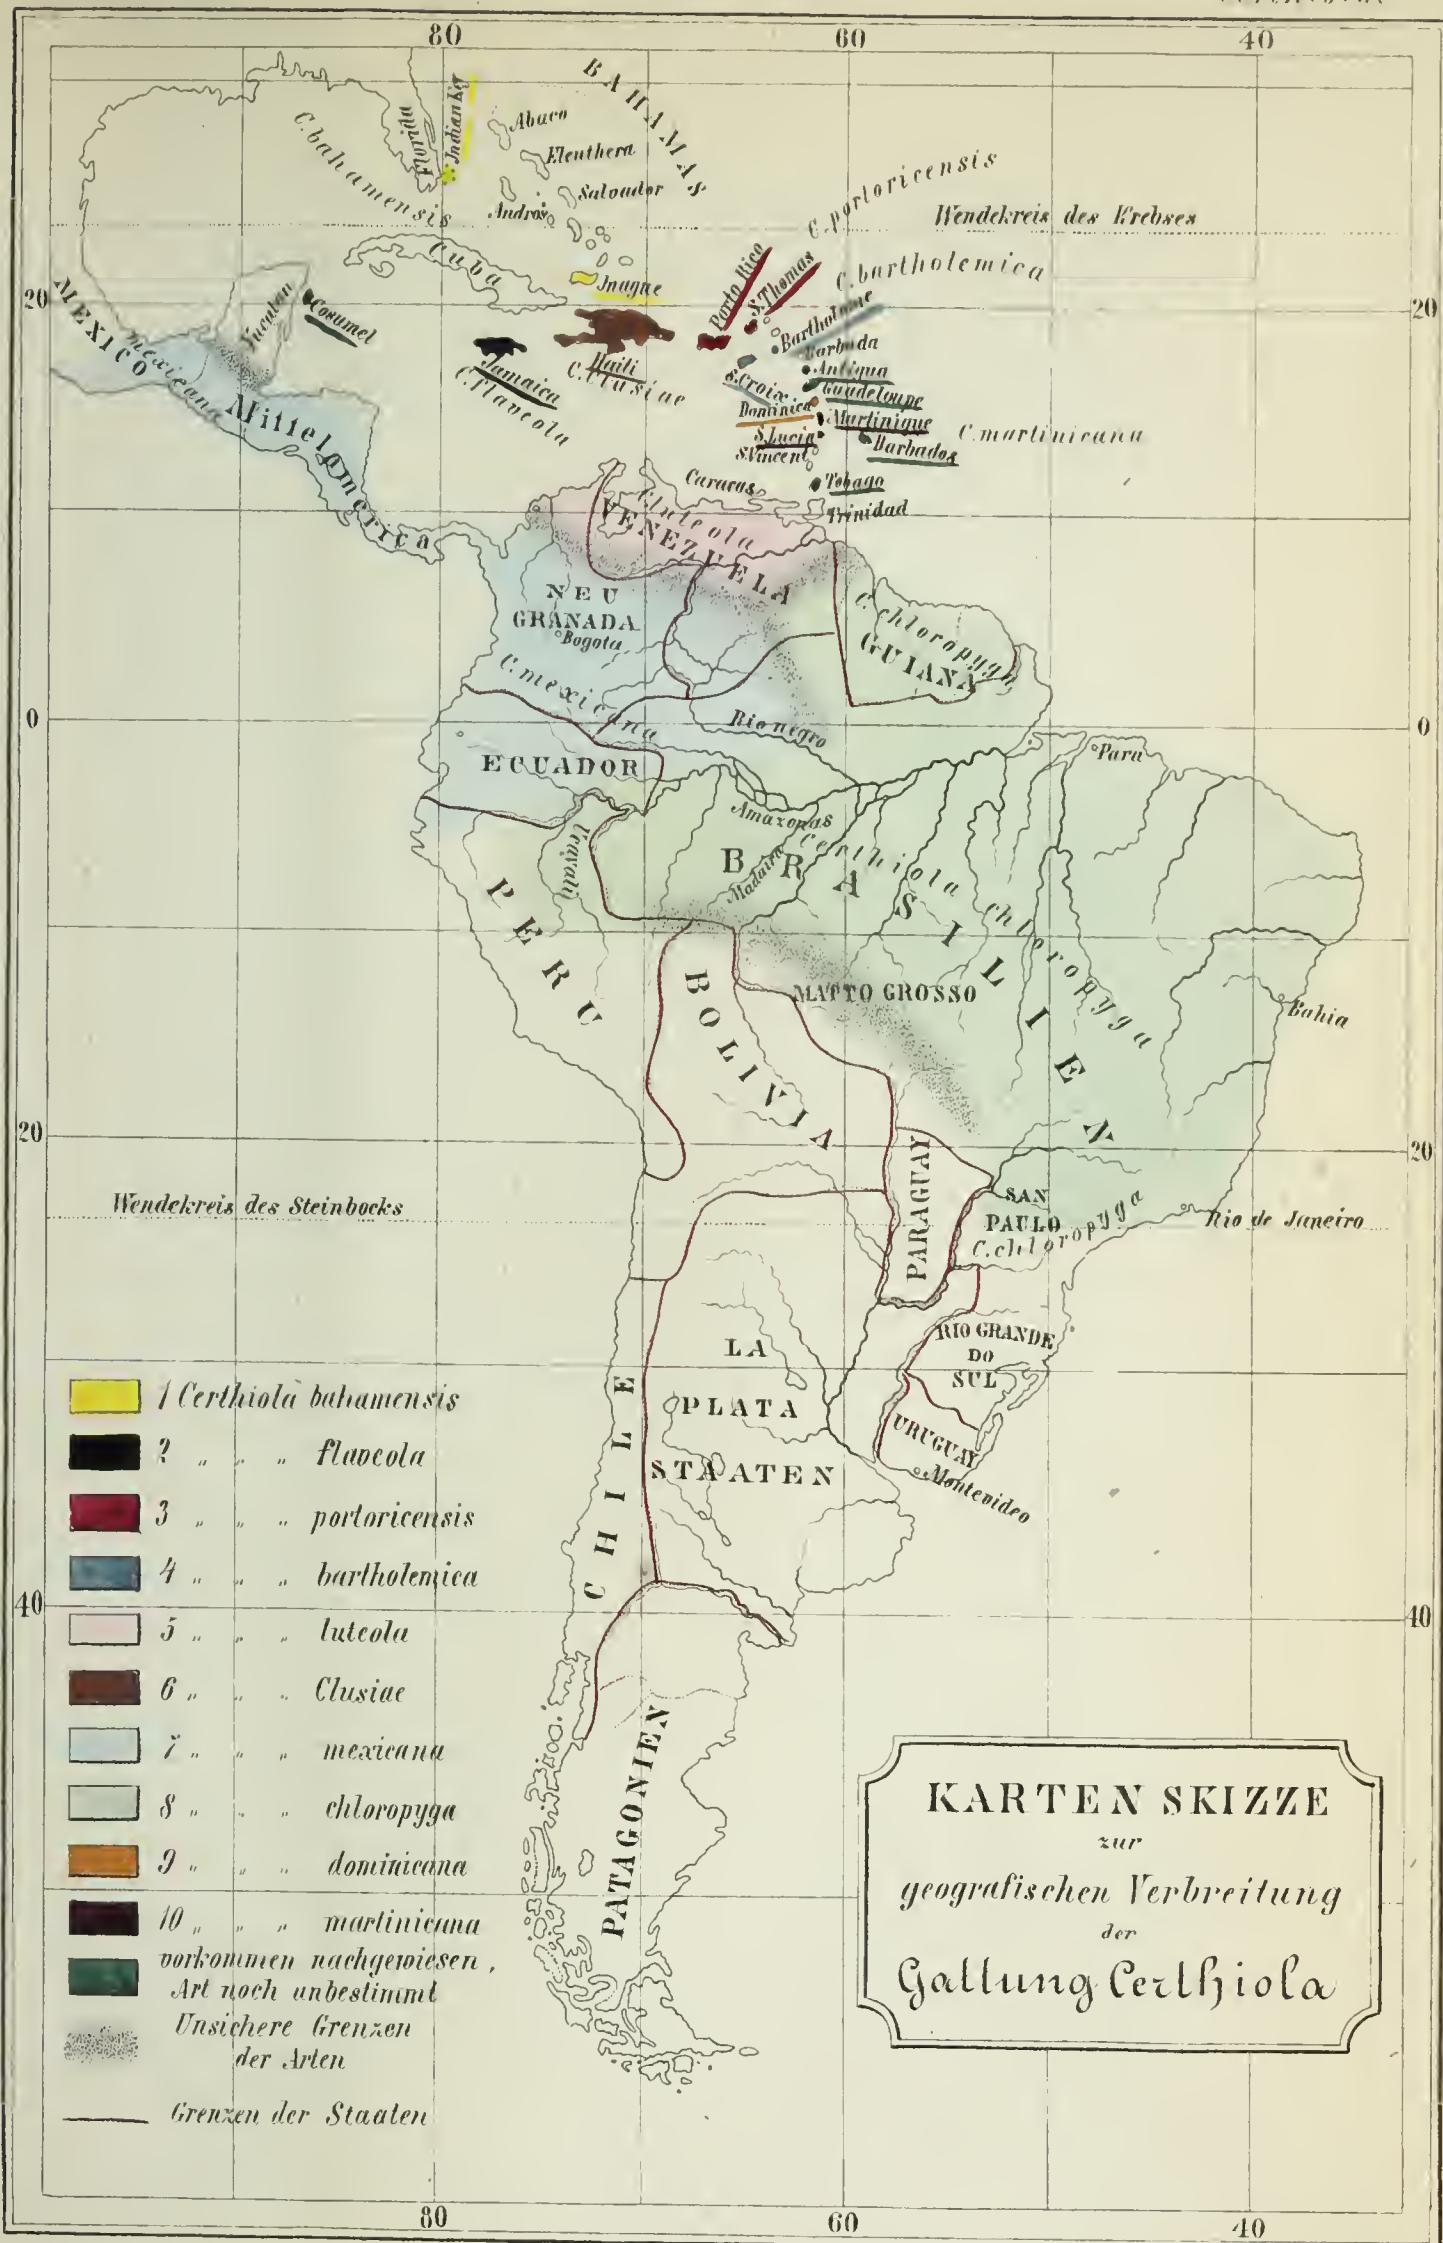 80 60 40
BAHAMAS
Florida
Indian Key
Abaco
Elenthera
C. bahamensis
Salvador
Andros
C. portoricensis
Wendekreis des Krebses
Cuba
C. bartholemica
Inague
Porto Rico
S. Thomas
20 20
MEXICO
mexicana
Yucatan
Cosumel
Bartholome
Barbuda
Jamaica
C. flaveola
Haiti
C. Clusiae
S. Croix
Antigua
Guadeloupe
Dominica
Martinique
S. Lucia
S. Vincent
Barbados
C. martinicana
Mittelamerica
Caracas
Tobago
Trinidad
C. luteola
VENEZUELA
NEU
GRANADA
Bogota
C. chloropyga
GUIANA
C. mexicana
0 0
Rio negro
ECUADOR
Para
Amazonas
Ucayali
Madaira
PERU
BRASILIEN
Certhiola chloropyga
BOLIVIA
MATTO GROSSO
Bahia
20 20
PARAGUAY
SAN
PAULO
C. chloropyga
Wendekreis des Steinbocks
Rio de Janeiro
RIO GRANDE
DO
SUL
LA
PLATA
STAATEN
CHILE
URUGUAY
Montevideo
40 40
PATAGONIEN
1 Certhiola bahamensis
2 „ „ „ flaveola
3 „ „ „ portoricensis
4 „ „ „ bartholemica
5 „ „ „ luteola
6 „ „ „ Clusiae
7 „ „ „ mexicana
8 „ „ „ chloropyga
9 „ „ „ dominicana
10 „ „ „ martinicana
vorkommen nachgewiesen,
Art noch unbestimmt
Unsichere Grenzen
der Arten
Grenzen der Staaten
KARTEN SKIZZE
zur
geografischen Verbreitung
der
Gattung Certhiola
80 60 40